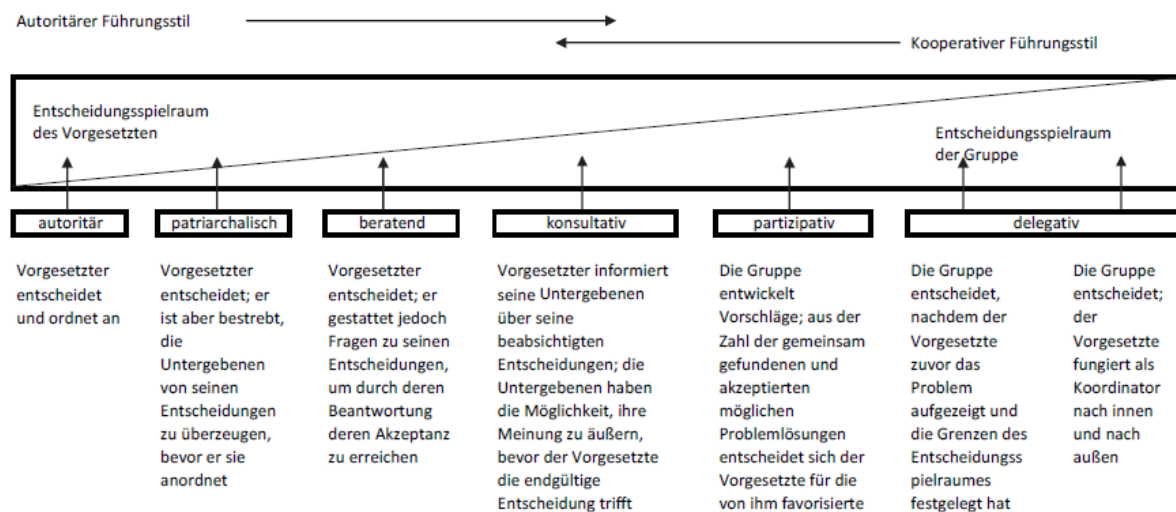 Autoritärer Führungsstil
Kooperativer Führungsstil
Entscheidungsspielraum
des Vorgesetzten
Entscheidungsspielraum
der Gruppe
autoritär
patriarchalisch
beratend
konsultativ
partizipativ
delegativ
Vorgesetzter
entscheidet
und ordnet an
Vorgesetzter
entscheidet; er
ist aber bestrebt,
die
Untergebenen
von seinen
Entscheidungen
zu überzeugen,
bevor er sie
anordnet
Vorgesetzter
entscheidet; er
gestattet jedoch
Fragen zu seinen
Entscheidungen,
um durch deren
Beantwortung
deren Akzeptanz
zu erreichen
Vorgesetzter informiert
seine Untergebenen
über seine
beabsichtigten
Entscheidungen; die
Untergebenen haben
die Möglichkeit, ihre
Meinung zu äußern,
bevor der Vorgesetzte
die endgültige
Entscheidung trifft
Die Gruppe
entwickelt
Vorschläge; aus der
Zahl der gemeinsam
gefundenen und
akzeptierten
möglichen
Problemlösungen
entscheidet sich der
Vorgesetzte für die
von ihm favorisierte
Die Gruppe
entscheidet,
nachdem der
Vorgesetzte
zuvor das
Problem
aufgezeigt und
die Grenzen des
Entscheidungss
pielraumes
festgelegt hat
Die Gruppe
entscheidet;
der
Vorgesetzte
fungiert als
Koordinator
nach innen
und nach
außen